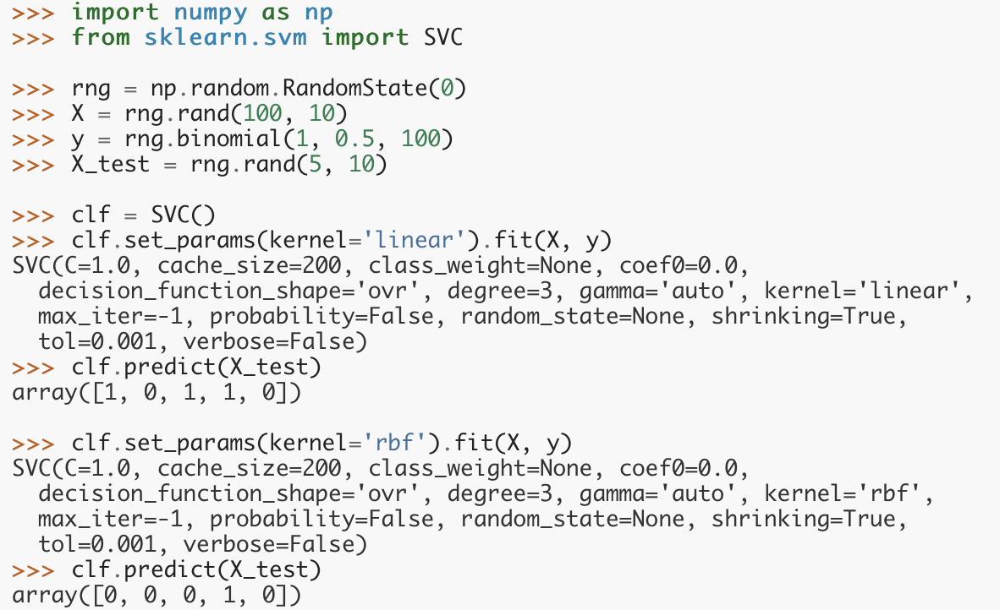 >>> import numpy as np
>>> from sklearn.svm import SVC
>>> rng = np.random.RandomState(0)
>>> X = rng.rand(100, 10)
>>> y = rng.binomial(1, 0.5, 100)
>>> X_test = rng.rand(5, 10)
>>> clf = SVC()
>>> clf.set_params(kernel='linear').fit(X, y)
SVC(C=1.0, cache_size=200, class_weight=None, coef0=0.0,
  decision_function_shape='ovr', degree=3, gamma='auto', kernel='linear',
  max_iter=-1, probability=False, random_state=None, shrinking=True,
  tol=0.001, verbose=False)
>>> clf.predict(X_test)
array([1, 0, 1, 1, 0])
>>> clf.set_params(kernel='rbf').fit(X, y)
SVC(C=1.0, cache_size=200, class_weight=None, coef0=0.0,
  decision_function_shape='ovr', degree=3, gamma='auto', kernel='rbf',
  max_iter=-1, probability=False, random_state=None, shrinking=True,
  tol=0.001, verbose=False)
>>> clf.predict(X_test)
array([0, 0, 0, 1, 0])